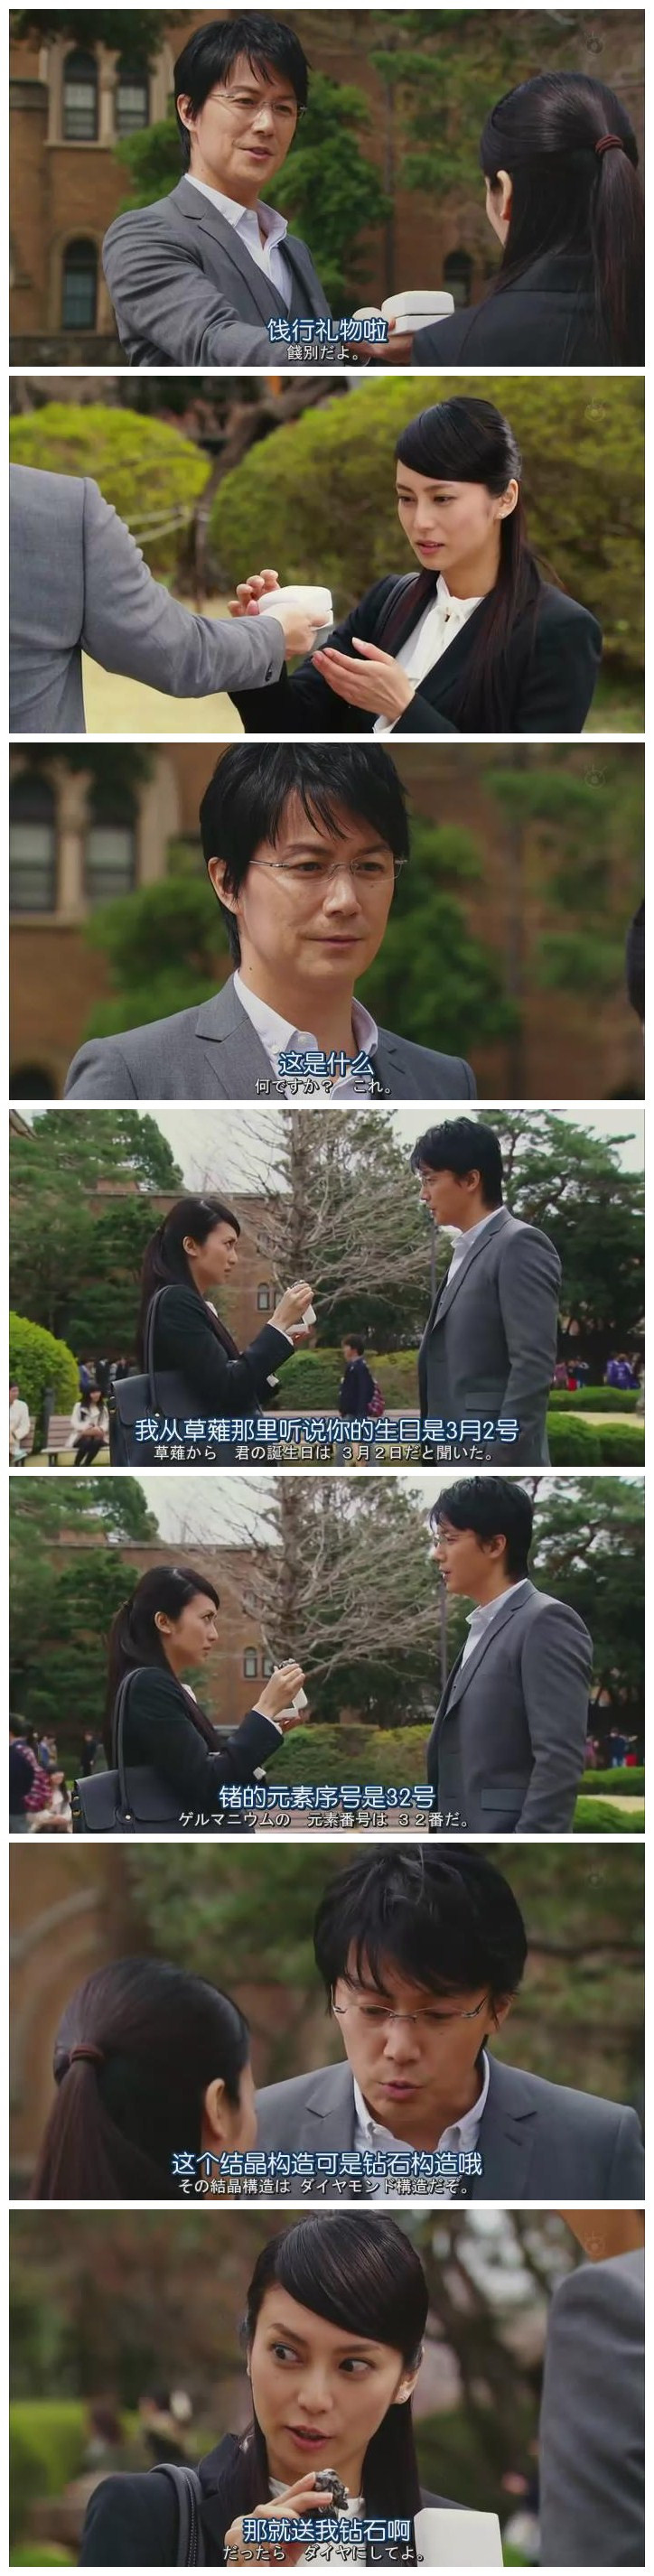 饯行礼物啦
餞別だよ。
这是什么
何ですか？　これ。
我从草薙那里听说你的生日是3月2号
草薙から　君の誕生日は　３月２日だと聞いた。
锗的元素序号是32号
ゲルマニウムの　元素番号は　３２番だ。
这个结晶构造可是钻石构造哦
その結晶構造は　ダイヤモンド構造だぞ。
那就送我钻石啊
だったら　ダイヤにしてよ。